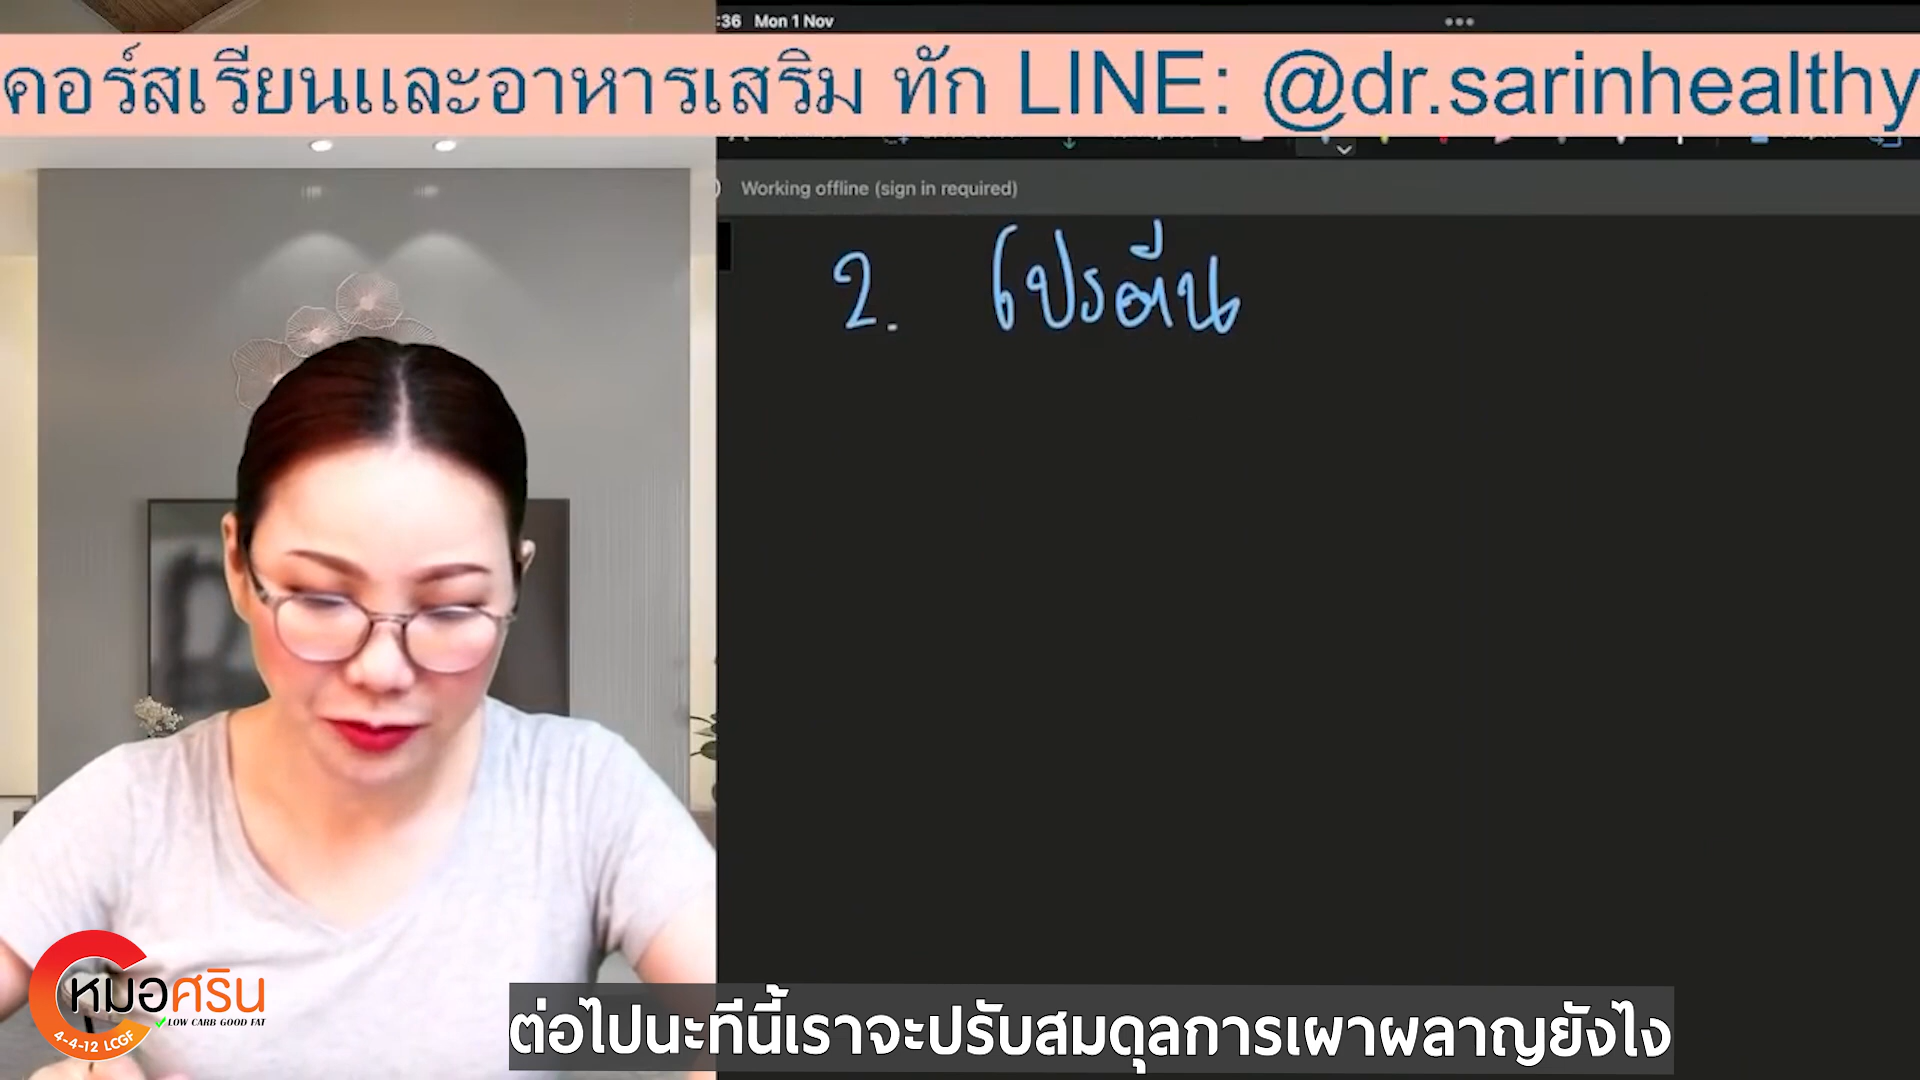 :36 Mon 1 Nov
คอร์สเรียนและอาหารเสริม ทัก LINE: @dr.sarinhealthy
Working offline (sign in required)
2. โปรตีน
หมอศริน
LOW CARB GOOD FAT
4-4-12 LCGF
ต่อไปนะทีนี้เราจะปรับสมดุลการเผาผลาญยังไง